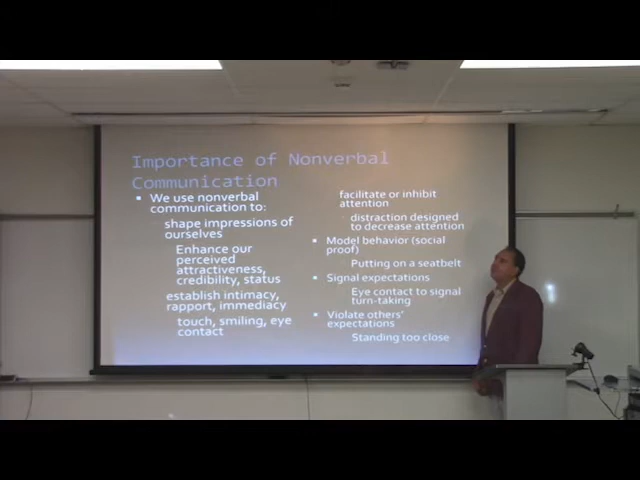 Importance of Nonverbal
Communication
We use nonverbal
communication to:
shape impressions of
ourselves
Enhance our
perceived
attractiveness,
credibility, status
establish intimacy,
rapport, immediacy
touch, smiling, eye
contact
facilitate or inhibit
attention
distraction designed
to decrease attention
Model behavior (social
proof)
Putting on a seatbelt
Signal expectations
Eye contact to signal
turn-taking
Violate others'
expectations
Standing too close